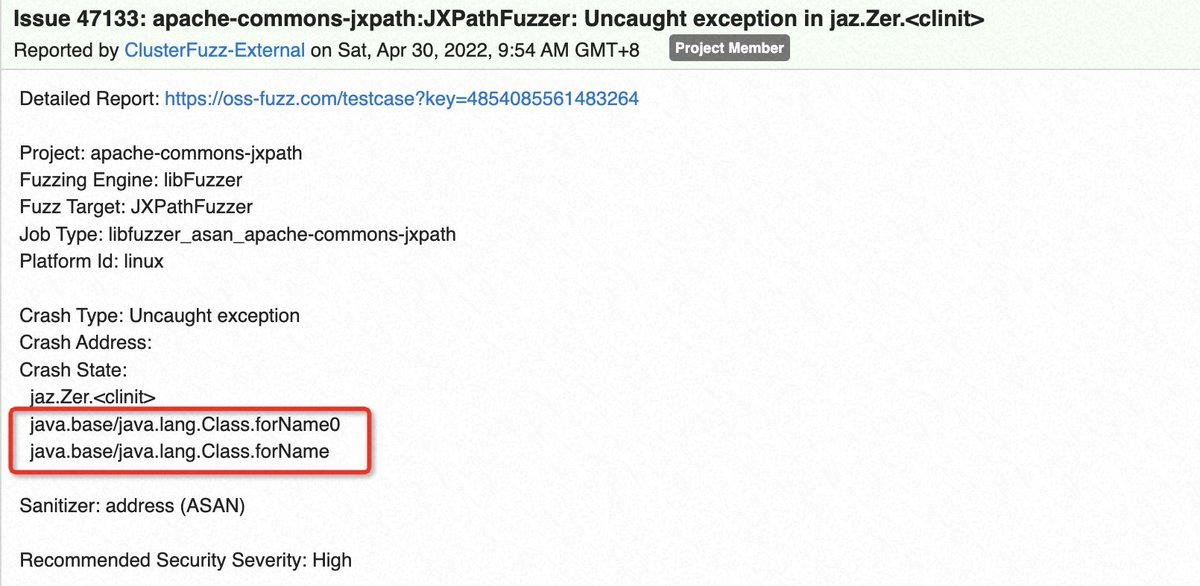 Issue 47133: apache-commons-jxpath:JXPathFuzzer: Uncaught exception in jaz.Zer.<clinit>
Reported by ClusterFuzz-External on Sat, Apr 30, 2022, 9:54 AM GMT+8 Project Member
Detailed Report: https://oss-fuzz.com/testcase?key=4854085561483264
Project: apache-commons-jxpath
Fuzzing Engine: libFuzzer
Fuzz Target: JXPathFuzzer
Job Type: libfuzzer_asan_apache-commons-jxpath
Platform Id: linux
Crash Type: Uncaught exception
Crash Address:
Crash State:
jaz.Zer.<clinit>
java.base/java.lang.Class.forName0
java.base/java.lang.Class.forName
Sanitizer: address (ASAN)
Recommended Security Severity: High